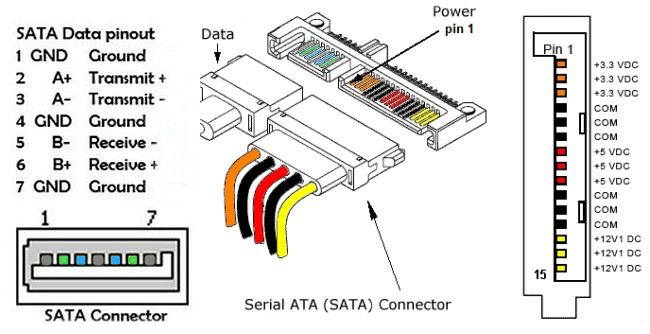 SATA Data pinout
1 GND Ground
2 A+ Transmit +
3 A- Transmit -
4 GND Ground
5 B- Receive -
6 B+ Receive +
7 GND Ground
1 7
SATA Connector
Data
Power
pin 1
Serial ATA (SATA) Connector
Pin 1
+3.3 VDC
+3.3 VDC
+3.3 VDC
COM
COM
COM
+5 VDC
+5 VDC
+5 VDC
COM
COM
COM
+12V1 DC
+12V1 DC
+12V1 DC
15